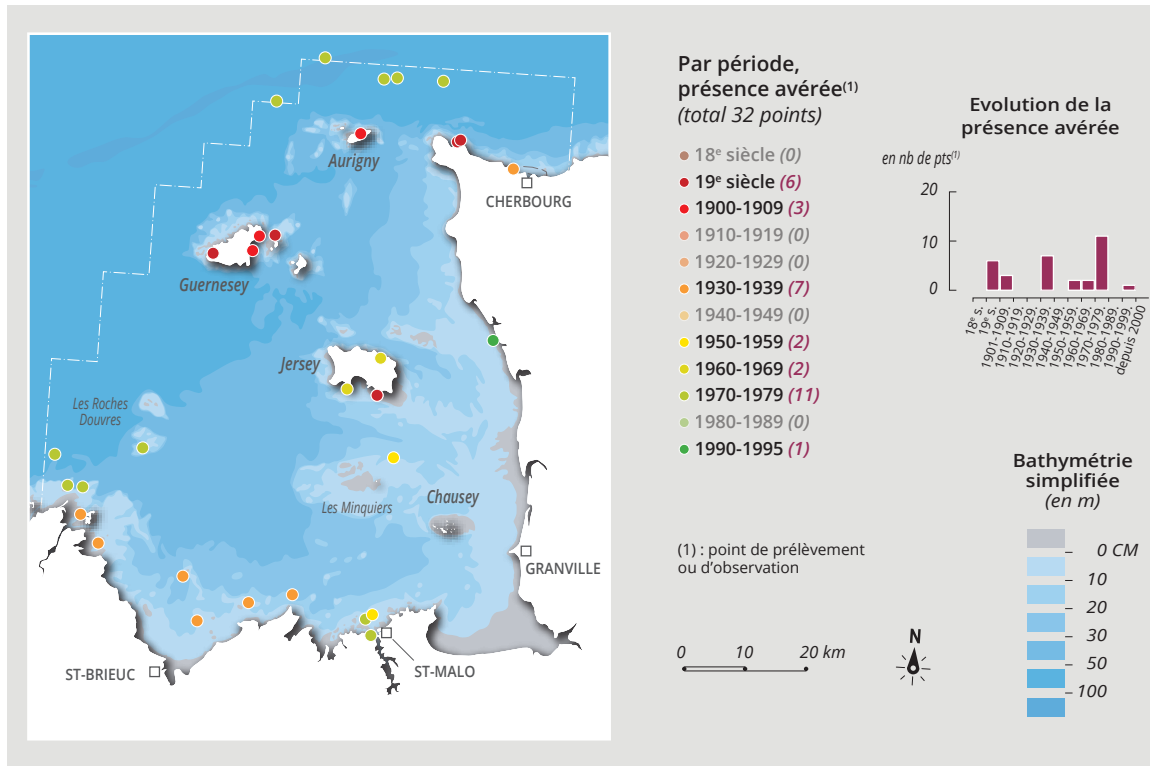 Aurigny
CHERBOURG
Guernesey
Jersey
Les Roches
Douvres
Les Minquiers
Chausey
GRANVILLE
ST-BRIEUC
ST-MALO
Par période,
présence avérée(1)
(total 32 points)
18e siècle (0)
19e siècle (6)
1900-1909 (3)
1910-1919 (0)
1920-1929 (0)
1930-1939 (7)
1940-1949 (0)
1950-1959 (2)
1960-1969 (2)
1970-1979 (11)
1980-1989 (0)
1990-1995 (1)
(1) : point de prélèvement
ou d'observation
0 10 20 km
N
Evolution de la
présence avérée
en nb de pts(1)
20
10
0
18e s.
19e s.
1901-1909.
1910-1919.
1920-1929.
1930-1939.
1940-1949.
1950-1959.
1960-1969.
1970-1979.
1980-1989.
1990-1999.
depuis 2000
Bathymétrie
simplifiée
(en m)
0 CM
10
20
30
50
100